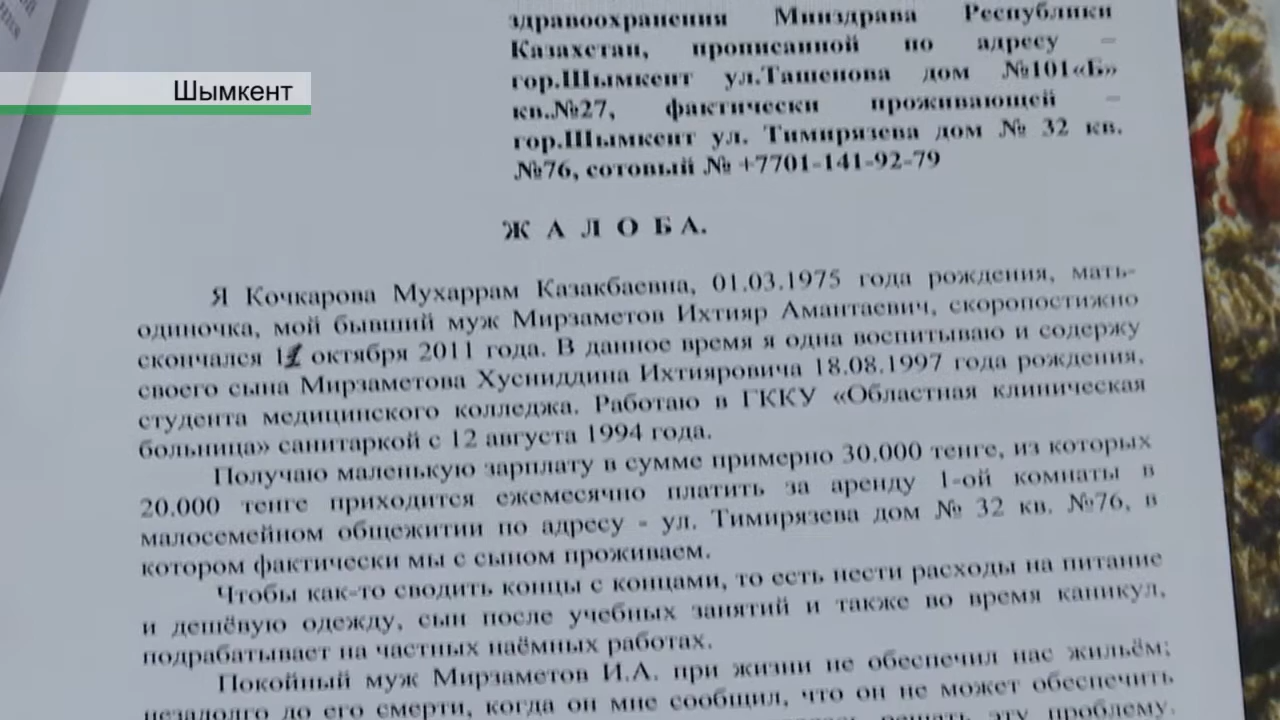 здравоохранения Минздрава Республики
Казахстан, прописанной по адресу –
Шымкент
гор.Шымкент ул.Ташенова дом №101«Б»
кв.№27, фактически проживающей –
гор.Шымкент ул. Тимирязева дом № 32 кв.
№76, сотовый № +7701-141-92-79
Ж А Л О Б А.
Я Кочкарова Мухаррам Казакбаевна, 01.03.1975 года рождения, мать-
одиночка, мой бывший муж Мирзаметов Ихтияр Амантаевич, скоропостижно
скончался 11 октября 2011 года. В данное время я одна воспитываю и содержу
своего сына Мирзаметова Хусниддина Ихтияровича 18.08.1997 года рождения,
студента медицинского колледжа. Работаю в ГККУ «Областная клиническая
больница» санитаркой с 12 августа 1994 года.
Получаю маленькую зарплату в сумме примерно 30.000 тенге, из которых
20.000 тенге приходится ежемесячно платить за аренду 1-ой комнаты в
малосемейном общежитии по адресу - ул. Тимирязева дом № 32 кв. №76, в
котором фактически мы с сыном проживаем.
Чтобы как-то сводить концы с концами, то есть нести расходы на питание
и дешёвую одежду, сын после учебных занятий и также во время каникул,
подрабатывает на частных наёмных работах.
Покойный муж Мирзаметов И.А. при жизни не обеспечил нас жильём;
незадолго до его смерти, когда он мне сообщил, что он не может обеспечить
решать эту проблему.